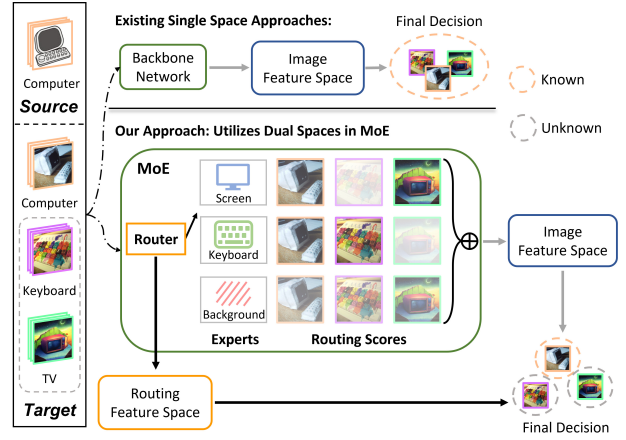 Computer
Source
Computer
Keyboard
TV
Target
Existing Single Space Approaches:
Backbone
Network
Image
Feature Space
Final Decision
Known
Unknown
Our Approach: Utilizes Dual Spaces in MoE
MoE
Router
Screen
Keyboard
Background
Experts
Routing Scores
Image
Feature Space
Routing
Feature Space
Final Decision